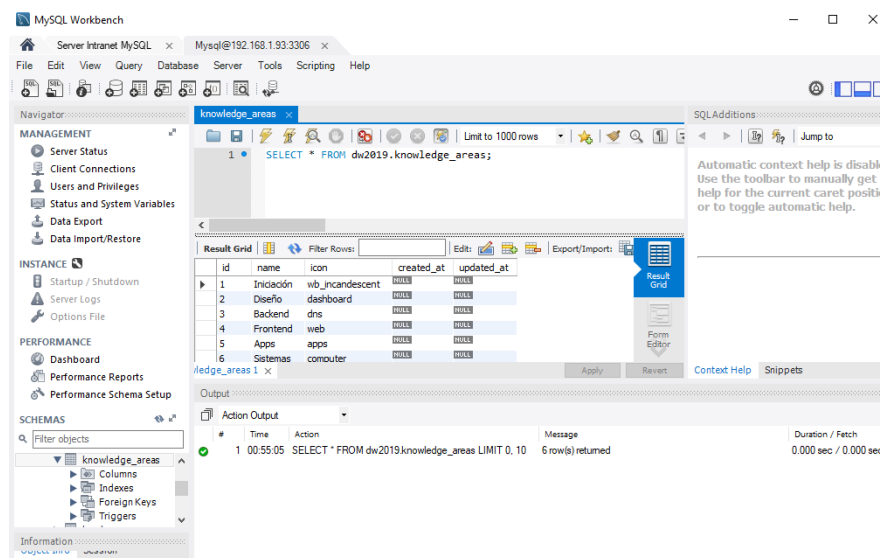 MySQL Workbench
Server Intranet MySQL
Mysql@192.168.1.93:3306
File Edit View Query Database Server Tools Scripting Help
Navigator
MANAGEMENT
Server Status
Client Connections
Users and Privileges
Status and System Variables
Data Export
Data Import/Restore
INSTANCE
Startup / Shutdown
Server Logs
Options File
PERFORMANCE
Dashboard
Performance Reports
Performance Schema Setup
SCHEMAS
Filter objects
knowledge_areas
Columns
Indexes
Foreign Keys
Triggers
Information
Object Info Session
knowledge_areas
Limit to 1000 rows
1 SELECT * FROM dw2019.knowledge_areas;
Result Grid Filter Rows: Edit: Export/Import:
id name icon created_at updated_at
1 Iniciación wb_incandescent NULL NULL
2 Diseño dashboard NULL NULL
3 Backend dns NULL NULL
4 Frontend web NULL NULL
5 Apps apps NULL NULL
6 Sistemas computer NULL NULL
Result Grid
Form Editor
ledge_areas 1
Apply Revert
SQLAdditions
Jump to
Automatic context help is disable
Use the toolbar to manually get
help for the current caret positi
or to toggle automatic help.
Context Help Snippets
Output
Action Output
# Time Action Message Duration / Fetch
1 00:55:05 SELECT * FROM dw2019.knowledge_areas LIMIT 0, 10 6 row(s) returned 0.000 sec / 0.000 sec